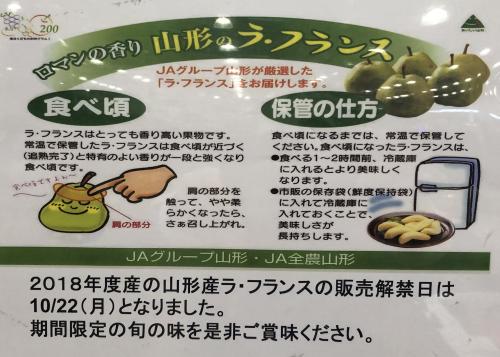 200
おいしい山形
ロマンの香り 山形のラ・フランス
JAグループ山形が厳選した
「ラ・フランス」をお届けします。
食べ頃
ラ・フランスはとっても香り高い果物です。
常温で保管したラ・フランスは食べ頃が近づく
(追熟完了)と特有のよい香りが一段と強くなり
食べ頃です。
食べ頃ですよみ〜
肩の部分を
触って、やや柔
らかくなったら、
さぁ召し上がれ。
肩の部分
保管の仕方
食べ頃になるまでは、常温で保管して
ください。食べ頃になったラ・フランスは、
●食べる1〜2時間前、冷蔵庫
に入れるとより美味しく
なります。
●市販の保存袋(鮮度保持袋)
に入れて冷蔵庫に
入れておくことで、
美味しさが
長持ちします。
JAグループ山形・JA全農山形
2018年度産の山形産ラ・フランスの販売解禁日は
10/22(月)となりました。
期間限定の旬の味を是非ご賞味ください。